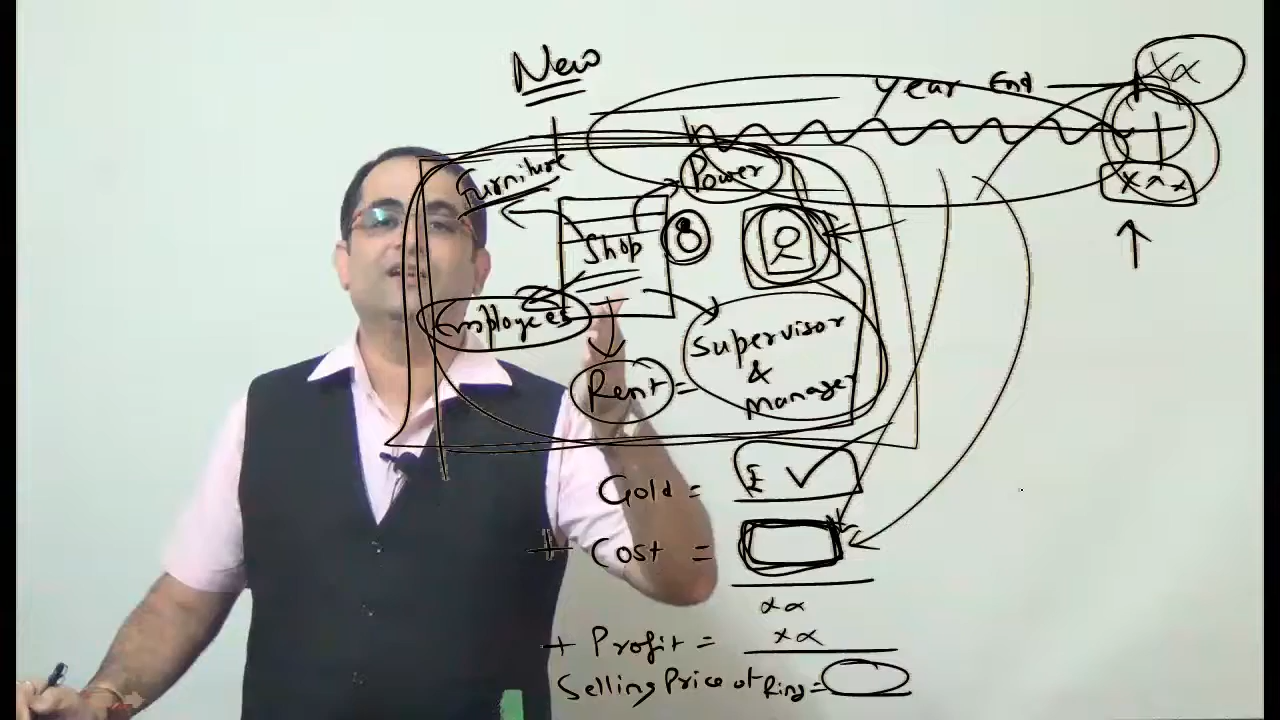 New
Year End
xx
Furniture
Power
xxx
Shop
Employees
Supervisor
&
Manager
Rent =
Gold = £ ✓
+ Cost =
xx
+ Profit = xx
Selling Price of Ring =